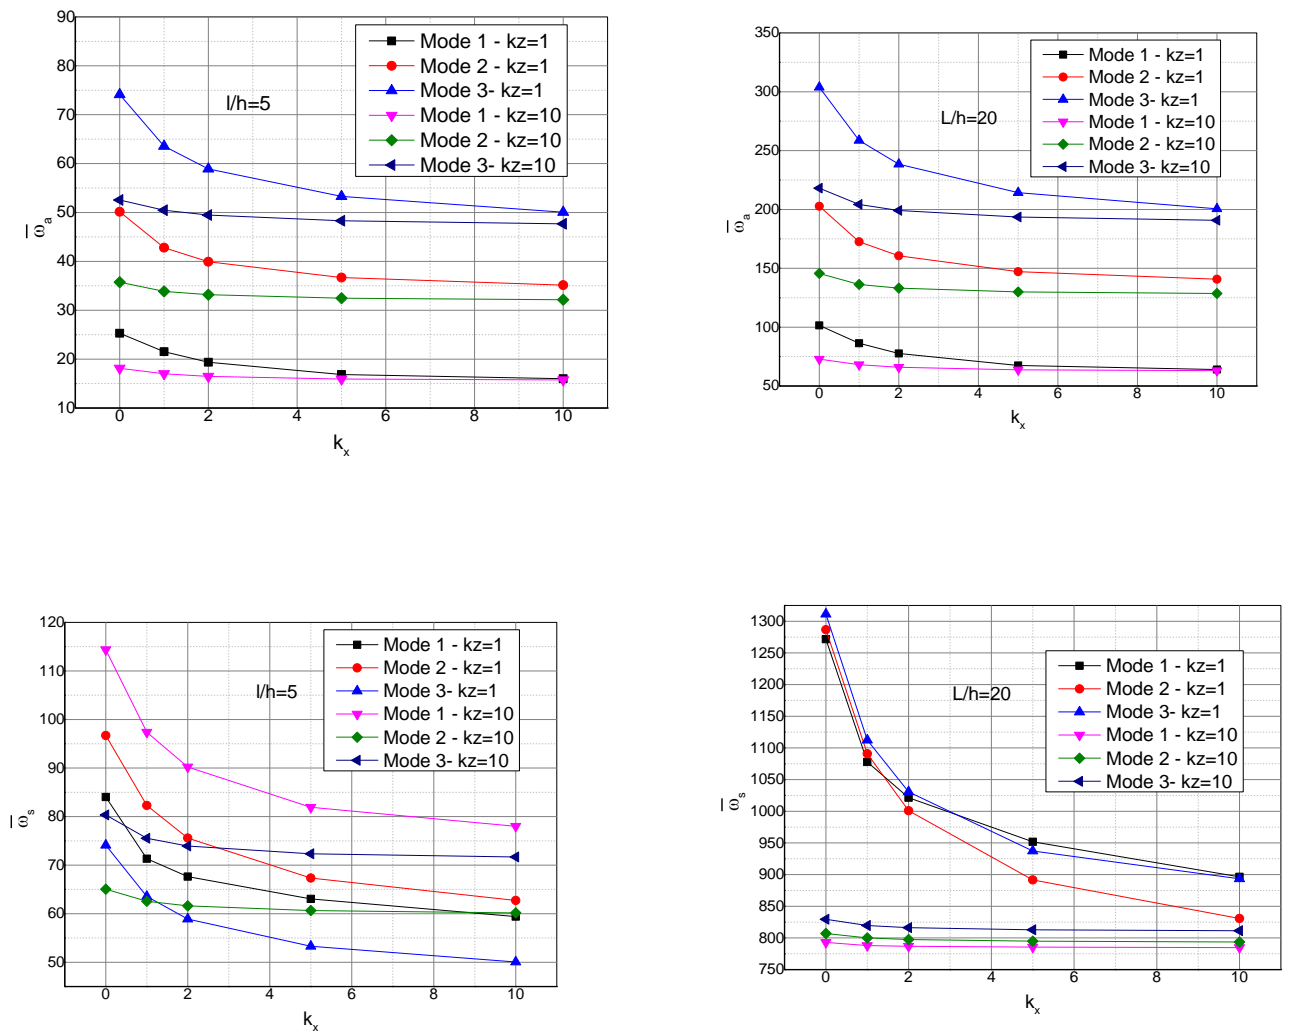 90
80
70
60
50
40
30
20
10
0 2 4 6 8 10
ω̅a
kx
l/h=5
Mode 1 - kz=1
Mode 2 - kz=1
Mode 3- kz=1
Mode 1 - kz=10
Mode 2 - kz=10
Mode 3- kz=10
350
300
250
200
150
100
50
0 2 4 6 8 10
ω̅a
kx
L/h=20
Mode 1 - kz=1
Mode 2 - kz=1
Mode 3- kz=1
Mode 1 - kz=10
Mode 2 - kz=10
Mode 3- kz=10
120
110
100
90
80
70
60
50
0 2 4 6 8 10
ω̅s
kx
l/h=5
Mode 1 - kz=1
Mode 2 - kz=1
Mode 3- kz=1
Mode 1 - kz=10
Mode 2 - kz=10
Mode 3- kz=10
1300
1250
1200
1150
1100
1050
1000
950
900
850
800
750
0 2 4 6 8 10
ω̅s
kx
L/h=20
Mode 1 - kz=1
Mode 2 - kz=1
Mode 3- kz=1
Mode 1 - kz=10
Mode 2 - kz=10
Mode 3- kz=10